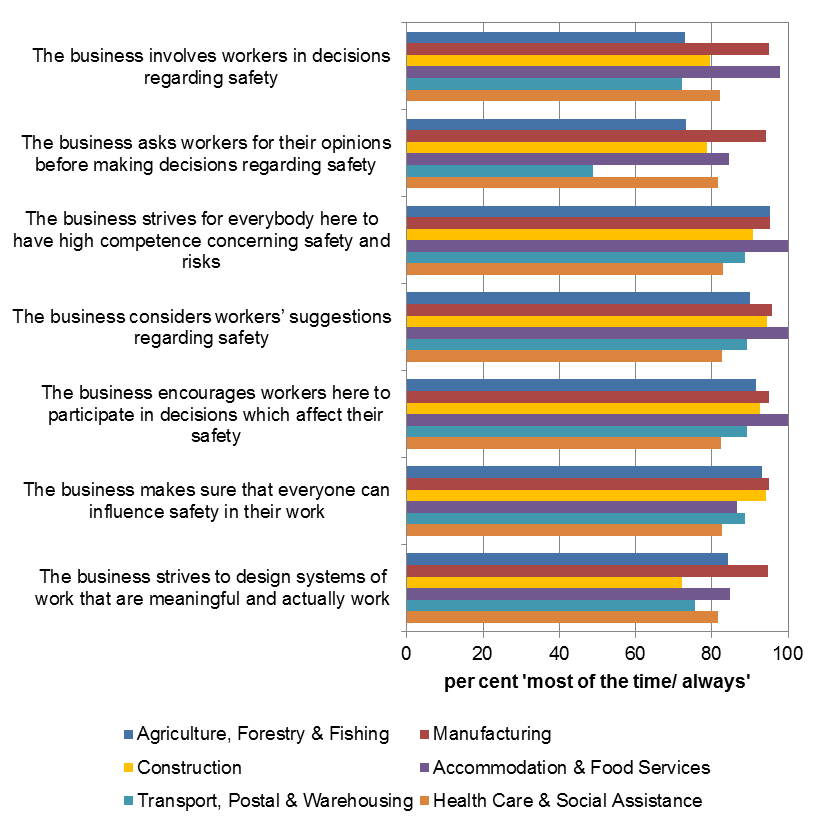 The business involves workers in decisions
regarding safety
The business asks workers for their opinions
before making decisions regarding safety
The business strives for everybody here to
have high competence concerning safety and
risks
The business considers workers’ suggestions
regarding safety
The business encourages workers here to
participate in decisions which affect their
safety
The business makes sure that everyone can
influence safety in their work
The business strives to design systems of
work that are meaningful and actually work
0 20 40 60 80 100
per cent 'most of the time/ always'
Agriculture, Forestry & Fishing Manufacturing
Construction Accommodation & Food Services
Transport, Postal & Warehousing Health Care & Social Assistance